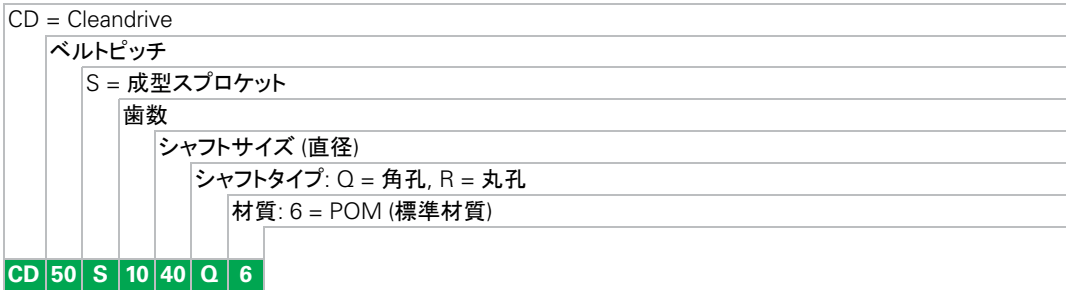 CD = Cleandrive
ベルトピッチ
S = 成型スプロケット
歯数
シャフトサイズ (直径)
シャフトタイプ: Q = 角孔, R = 丸孔
材質: 6 = POM (標準材質)
CD 50 S 10 40 Q 6